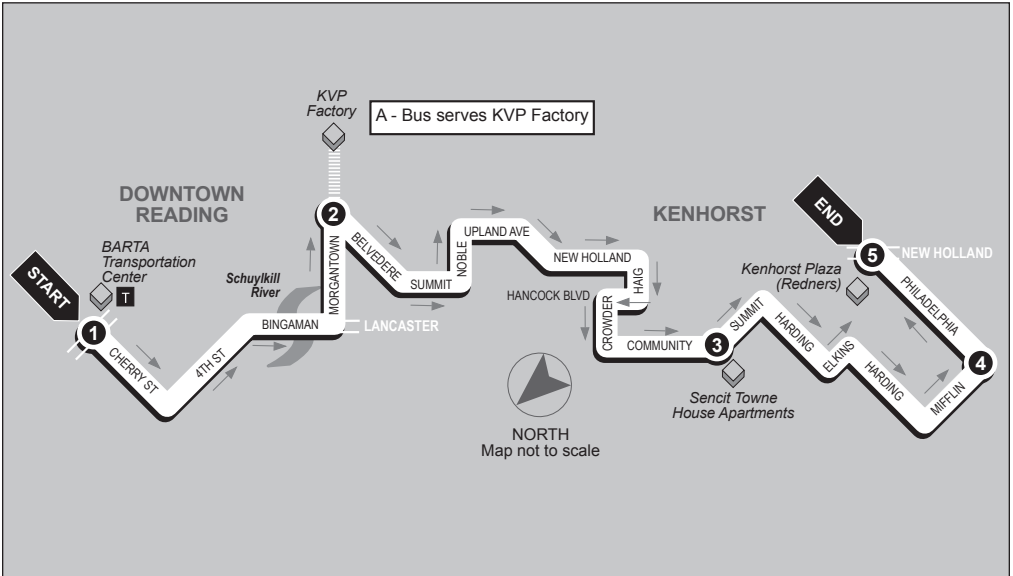 KVP
Factory
A - Bus serves KVP Factory
DOWNTOWN
READING
BARTA
Transportation
Center
T
START
1
CHERRY ST
4TH ST
Schuylkill
River
BINGAMAN
LANCASTER
MORGANTOWN
2
BELVEDERE
SUMMIT
NOBLE
UPLAND AVE
NEW HOLLAND
HAIG
HANCOCK BLVD
CROWDER
COMMUNITY
3
Sencit Towne
House Apartments
KENHORST
SUMMIT
HARDING
ELKINS
HARDING
MIFFLIN
4
PHILADELPHIA
Kenhorst Plaza
(Redners)
5
NEW HOLLAND
END
NORTH
Map not to scale